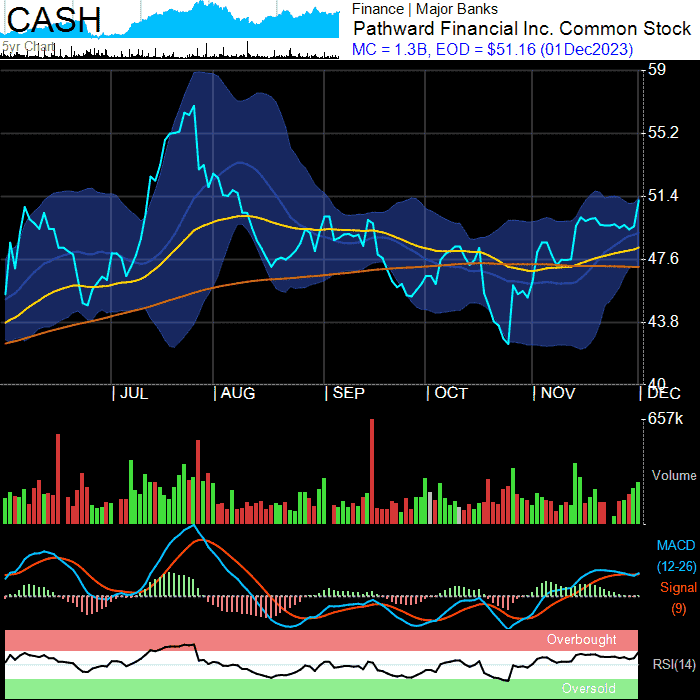 CASH
5yr Chart
Finance | Major Banks
Pathward Financial Inc. Common Stock
MC = 1.3B, EOD = $51.16 (01Dec2023)
59
55.2
51.4
47.6
43.8
40
JUL AUG SEP OCT NOV DEC
657k
Volume
MACD
(12-26)
Signal
(9)
Overbought
RSI(14)
Oversold